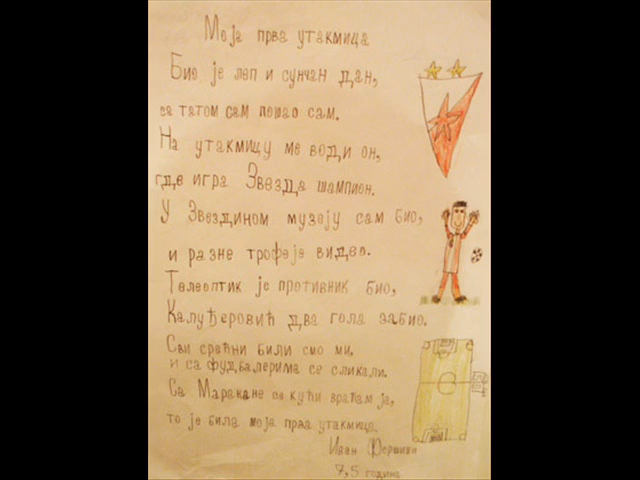 Моја прва утакмица
Био је леп и сунчан дан,
са татом сам пошао сам.
На утакмицу ме води он,
где игра Звезда шампион.
У Звездином музеју сам био,
и разне трофеје видео.
Телеоптик је противник био,
Калуђеровић два гола забио.
Сви срећни били смо ми.
и са фудбалерима се сликали.
Са Маракане се кући враћам ја,
то је била моја прва утакмица
Иван
7,5 година